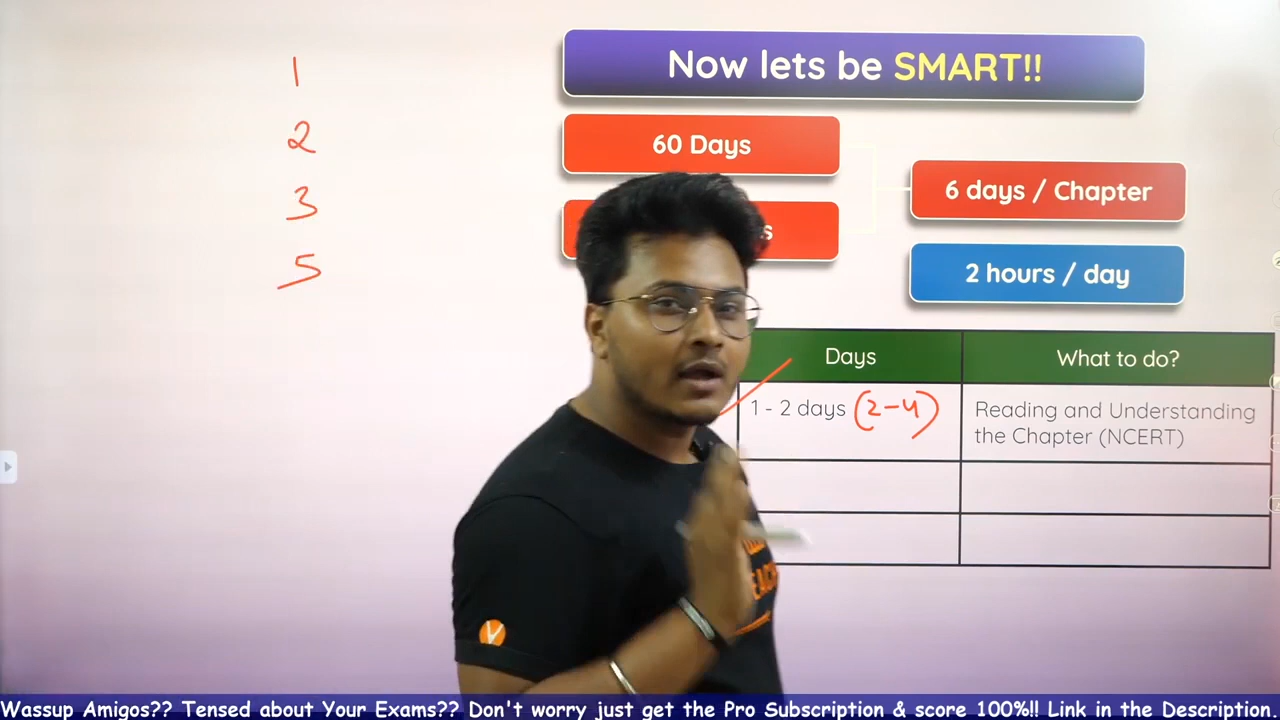 1
2
3
5
Now lets be SMART!!
60 Days
6 days / Chapter
2 hours / day
Days
What to do?
1 - 2 days (2-4)
Reading and Understanding
the Chapter (NCERT)
Wassup Amigos?? Tensed about Your Exams?? Don't worry just get the Pro Subscription & score 100%!! Link in the Description.